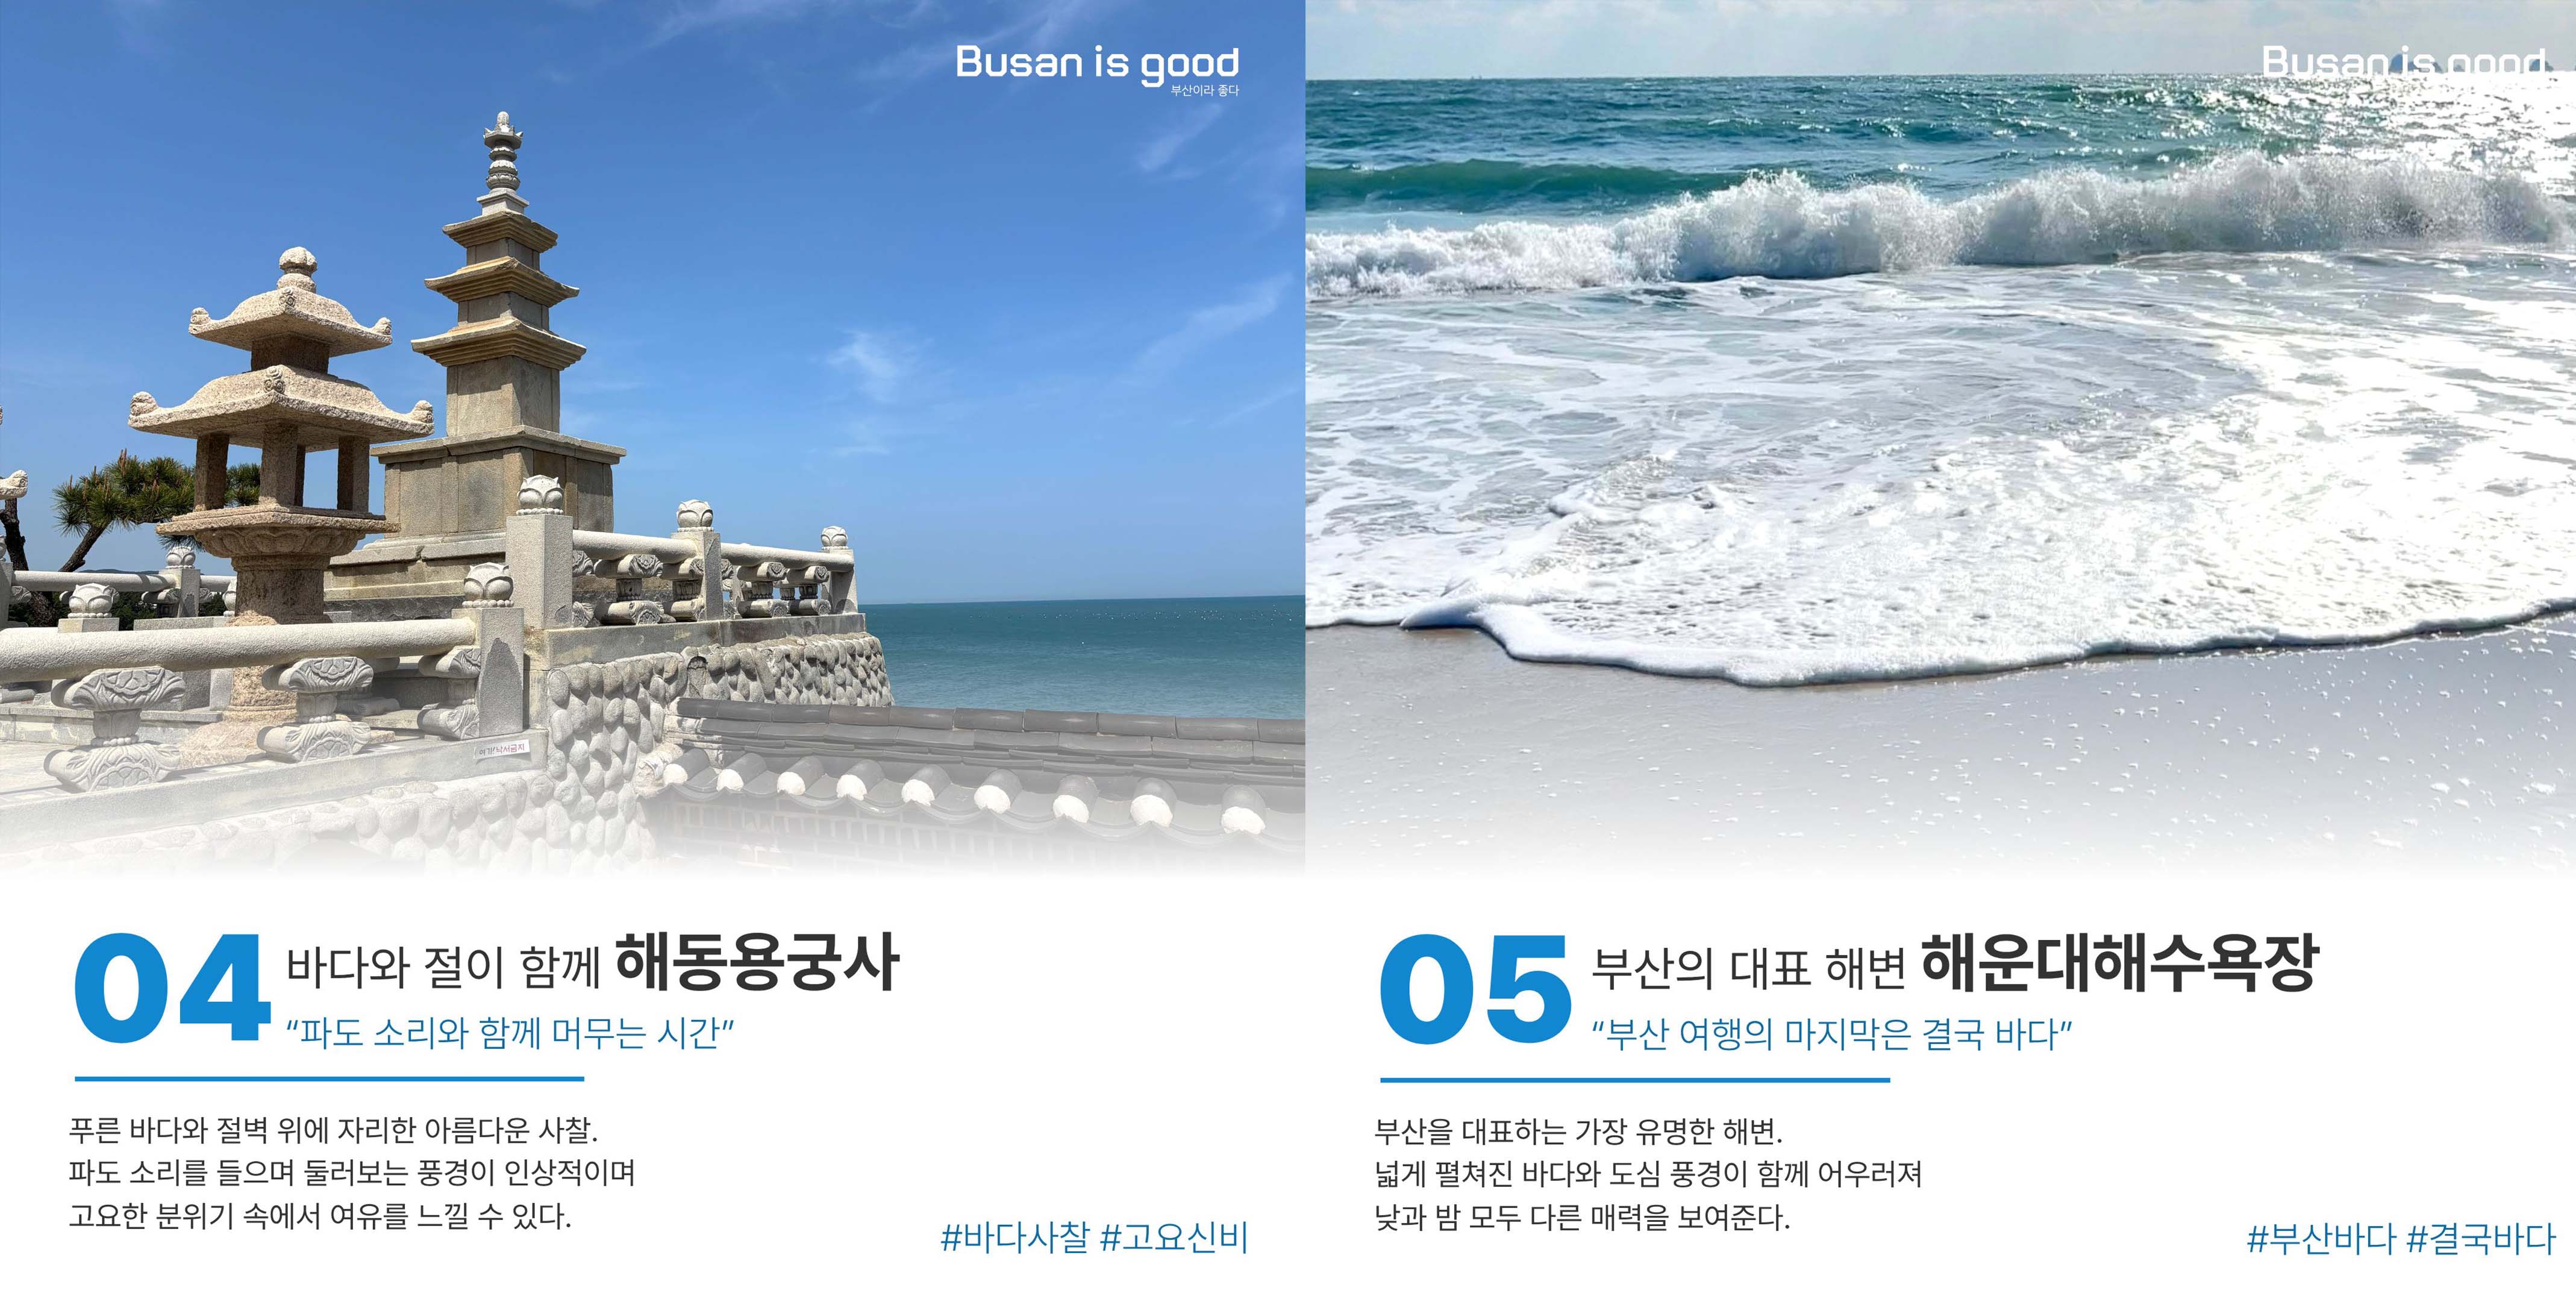 Busan is good
부산이라 좋다
여기!낙서금지
04 바다와 절이 함께 해동용궁사
“파도 소리와 함께 머무는 시간”
푸른 바다와 절벽 위에 자리한 아름다운 사찰.
파도 소리를 들으며 둘러보는 풍경이 인상적이며
고요한 분위기 속에서 여유를 느낄 수 있다.
#바다사찰 #고요신비
Busan is good
05 부산의 대표 해변 해운대해수욕장
“부산 여행의 마지막은 결국 바다”
부산을 대표하는 가장 유명한 해변.
넓게 펼쳐진 바다와 도심 풍경이 함께 어우러져
낮과 밤 모두 다른 매력을 보여준다.
#부산바다 #결국바다